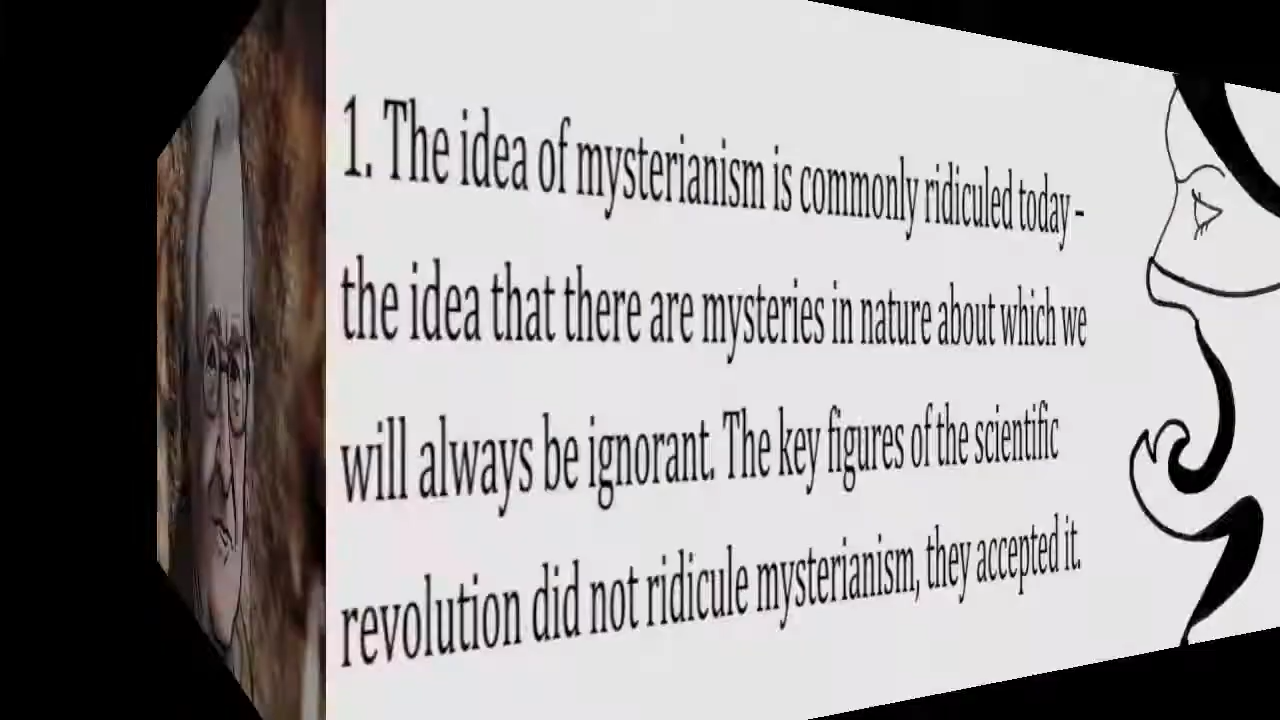 1. The idea of mysterianism is commonly ridiculed today -
the idea that there are mysteries in nature about which we
will always be ignorant. The key figures of the scientific
revolution did not ridicule mysterianism, they accepted it.